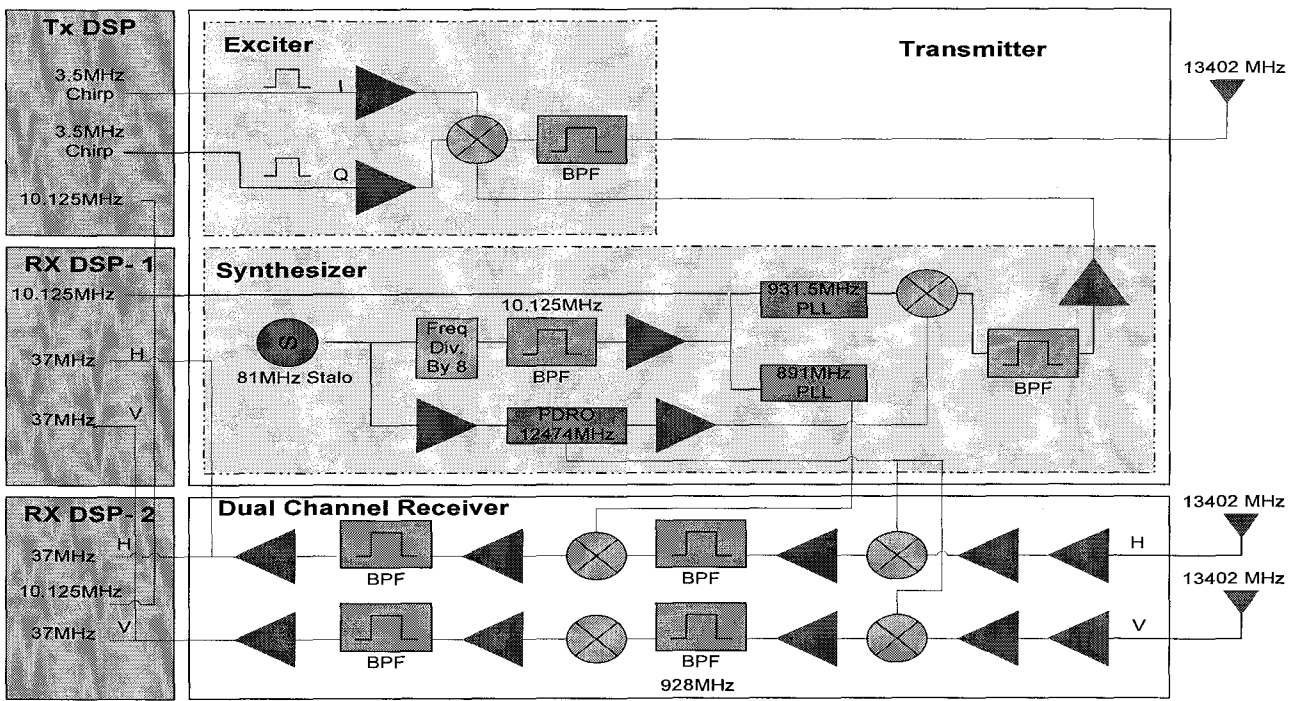 Tx DSP
3.5MHz
Chirp
3.5MHz
Chirp
10.125MHz
Exciter
I
Q
BPF
Transmitter
13402 MHz
RX DSP- 1
10.125MHz
37MHz
H
V
37MHz
Synthesizer
81MHz Stalo
Freq
Div.
By 8
10.125MHz
BPF
931.5MHz
PLL
891MHz
PLL
PDRO
12474MHz
BPF
RX DSP- 2
37MHz
H
10.125MHz
37MHz
V
Dual Channel Receiver
BPF
BPF
H
13402 MHz
BPF
BPF
928MHz
V
13402 MHz